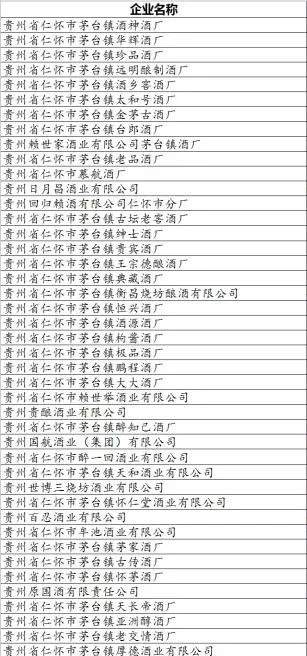 企业名称
贵州省仁怀市茅台镇酒神酒厂
贵州省仁怀市茅台镇华辉酒厂
贵州省仁怀市茅台镇珍品酒厂
贵州省仁怀市茅台镇远明酿制酒厂
贵州省仁怀市茅台镇酒乡窖酒厂
贵州省仁怀市茅台镇太和号酒厂
贵州省仁怀市茅台镇金茅古酒厂
贵州省仁怀市茅台镇台郎酒厂
贵州赖世家酒业有限公司茅台镇酒厂
贵州省仁怀市茅台镇老品酒厂
贵州省仁怀市慕航酒厂
贵州日月昌酒业有限公司
贵州回归赖酒有限公司仁怀市分厂
贵州省仁怀市茅台镇古坛老窖酒厂
贵州省仁怀市茅台镇绅士酒厂
贵州省仁怀市茅台镇贵宾酒厂
贵州省仁怀市茅台镇王宗德酿酒厂
贵州省仁怀市茅台镇典藏酒厂
贵州省仁怀市茅台镇衡昌烧坊酿酒有限公司
贵州省仁怀市茅台镇恒兴酒厂
贵州省仁怀市茅台镇酒源酒厂
贵州省仁怀市茅台镇枸酱酒厂
贵州省仁怀市茅台镇极品酒厂
贵州省仁怀市茅台镇鹏程酒厂
贵州省仁怀市茅台镇大大酒厂
贵州省仁怀市赖世举酒业有限公司
贵州贵酿酒业有限公司
贵州省仁怀市茅台镇醉知己酒厂
贵州国航酒业（集团）有限公司
贵州省仁怀市醉一回酒业有限公司
贵州省仁怀市茅台镇天和酒业有限公司
贵州世博三烧坊酒业有限公司
贵州省仁怀市茅台镇怀仁堂酒业有限公司
贵州百忍酒业有限公司
贵州省仁怀市牟池酒业有限公司
贵州省仁怀市茅台镇茅家酒厂
贵州省仁怀市茅台镇古传酒厂
贵州省仁怀市茅台镇怀茅酒厂
贵州原国酒有限责任公司
贵州省仁怀市茅台镇天长帝酒厂
贵州省仁怀市茅台镇亚洲醇酒厂
贵州省仁怀市茅台镇老交情酒厂
贵州省仁怀市茅台镇厚德酒业有限公司